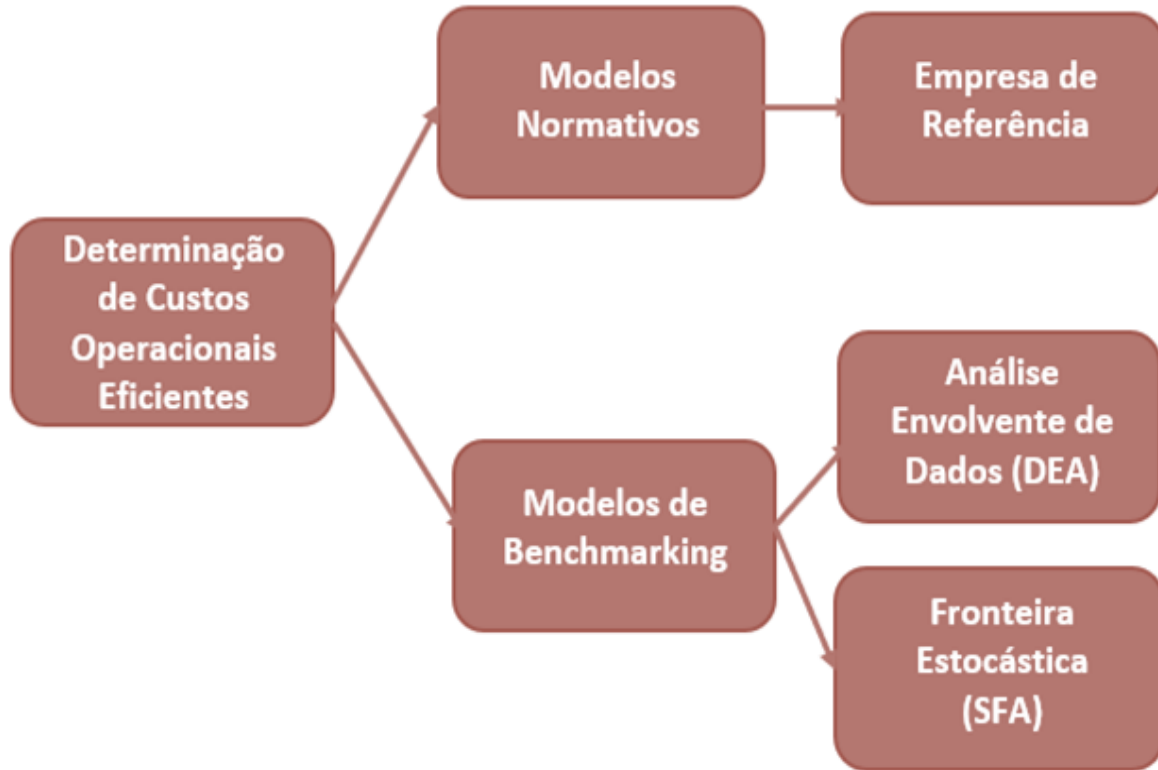 Modelos
Normativos
Empresa de
Referência
Determinação
de Custos
Operacionais
Eficientes
Análise
Envolvente de
Dados (DEA)
Modelos de
Benchmarking
Fronteira
Estocástica
(SFA)